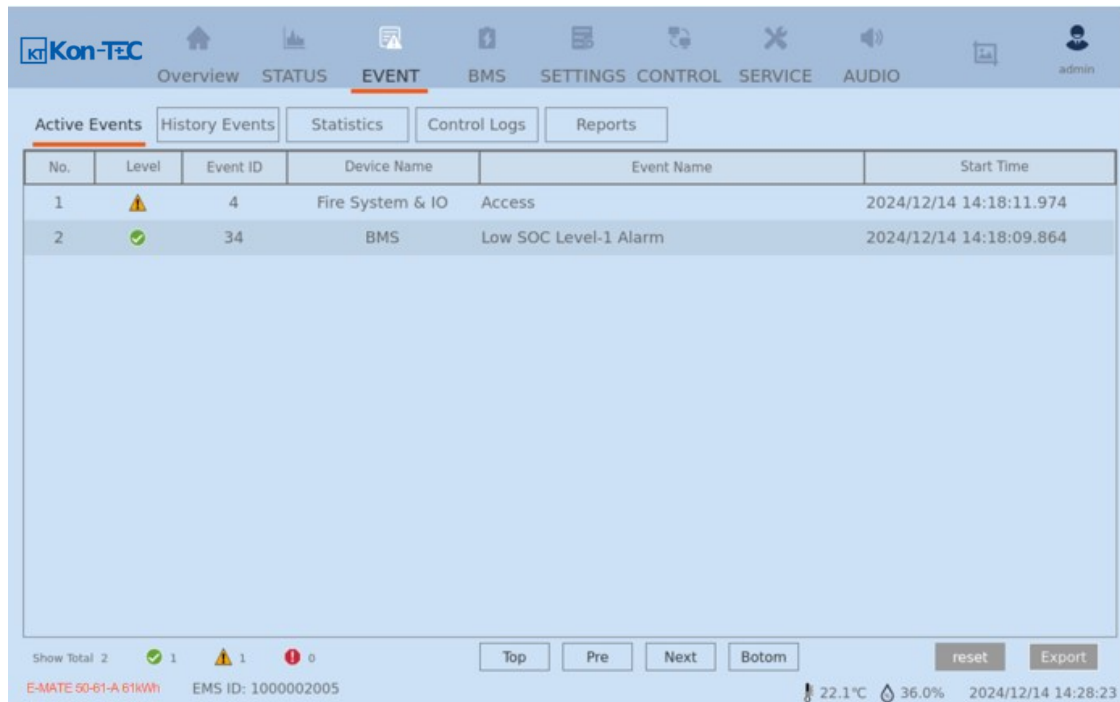 KT Kon-TEC
Overview STATUS EVENT BMS SETTINGS CONTROL SERVICE AUDIO admin
Active Events History Events Statistics Control Logs Reports
No. Level Event ID Device Name Event Name Start Time
1 4 Fire System & IO Access 2024/12/14 14:18:11.974
2 34 BMS Low SOC Level-1 Alarm 2024/12/14 14:18:09.864
Show Total 2 1 1 0 Top Pre Next Botom reset Export
E-MATE 50-61-A 61kWh EMS ID: 1000002005 22.1℃ 36.0% 2024/12/14 14:28:23